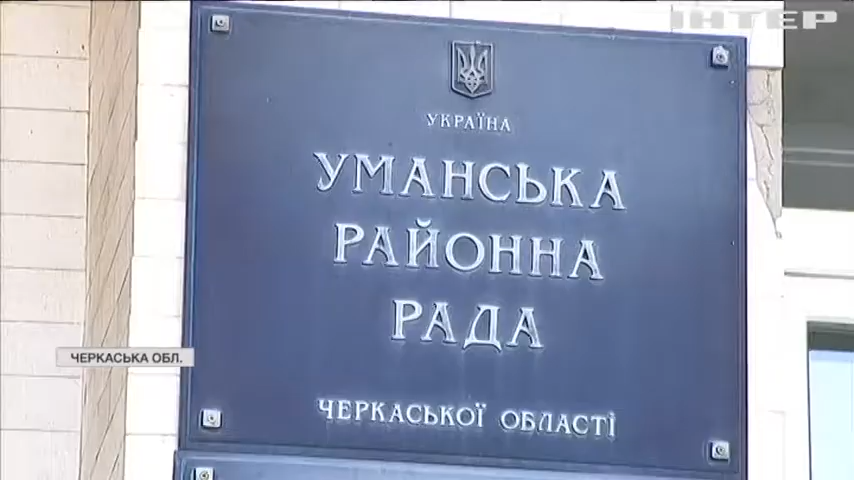 ІНТЕР
УКРАЇНА
УМАНСЬКА
РАЙОННА
РАДА
ЧЕРКАСЬКА ОБЛ.
ЧЕРКАСЬКОЇ ОБЛАСТІ